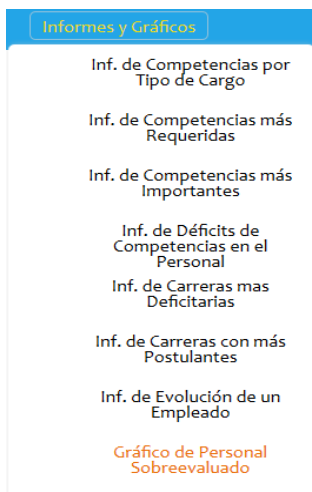 Informes y Gráficos
Inf. de Competencias por
Tipo de Cargo
Inf. de Competencias más
Requeridas
Inf. de Competencias más
Importantes
Inf. de Déficits de
Competencias en el
Personal
Inf. de Carreras mas
Deficitarias
Inf. de Carreras con más
Postulantes
Inf. de Evolución de un
Empleado
Gráfico de Personal
Sobreevaluado